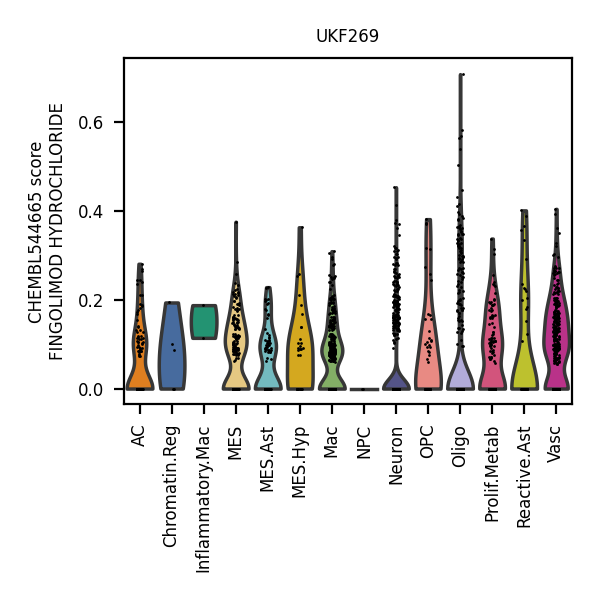 UKF269
CHEMBL544665 score
FINGOLIMOD HYDROCHLORIDE
0.6
0.4
0.2
0.0
AC
Chromatin.Reg
Inflammatory.Mac
MES
MES.Ast
MES.Hyp
Mac
NPC
Neuron
OPC
Oligo
Prolif.Metab
Reactive.Ast
Vasc